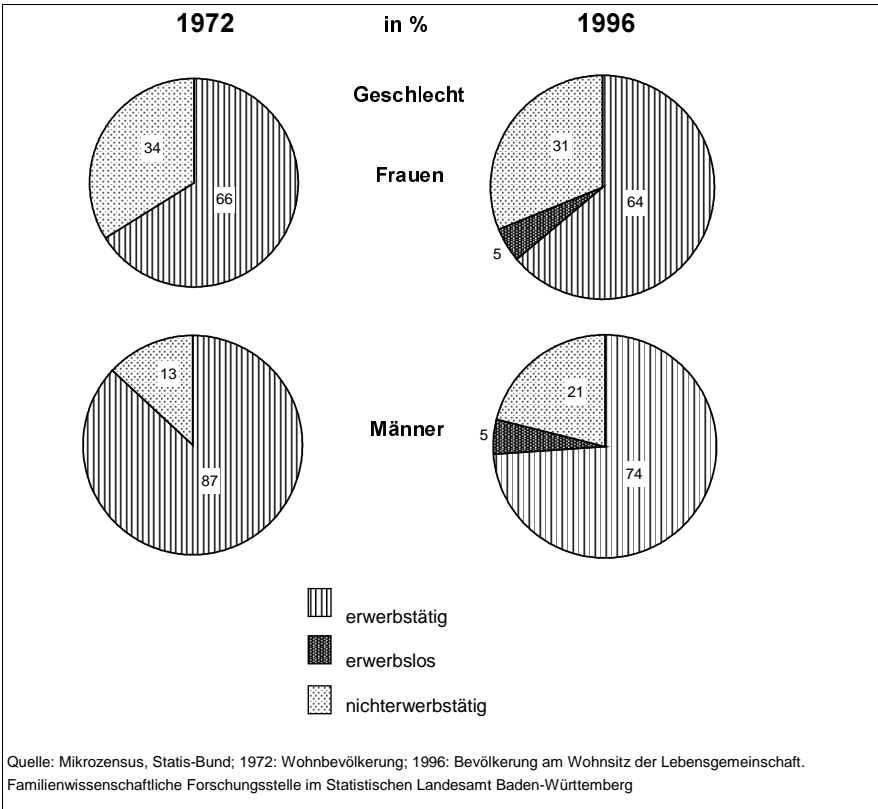 1972 in % 1996
Geschlecht
34
31
Frauen
66
64
5
13
21
Männer
5
87
74
erwerbstätig
erwerbslos
nichterwerbstätig
Quelle: Mikrozensus, Statis-Bund; 1972: Wohnbevölkerung; 1996: Bevölkerung am Wohnsitz der Lebensgemeinschaft.
Familienwissenschaftliche Forschungsstelle im Statistischen Landesamt Baden-Württemberg